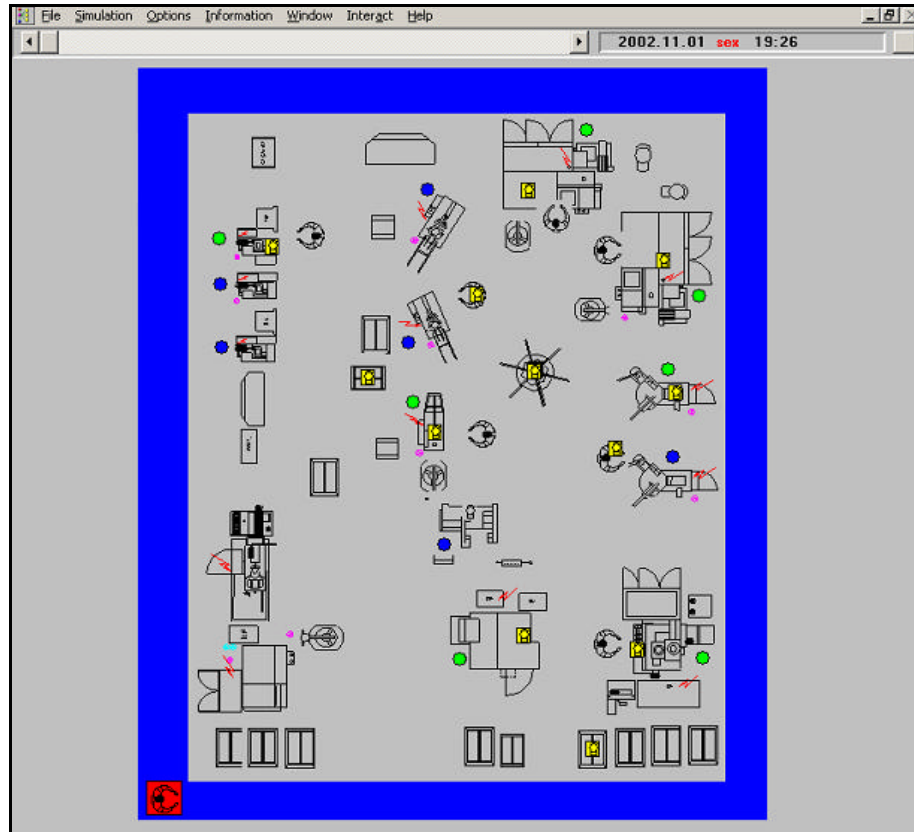 File Simulation Options Information Window Interact Help
2002.11.01 sex 19:26